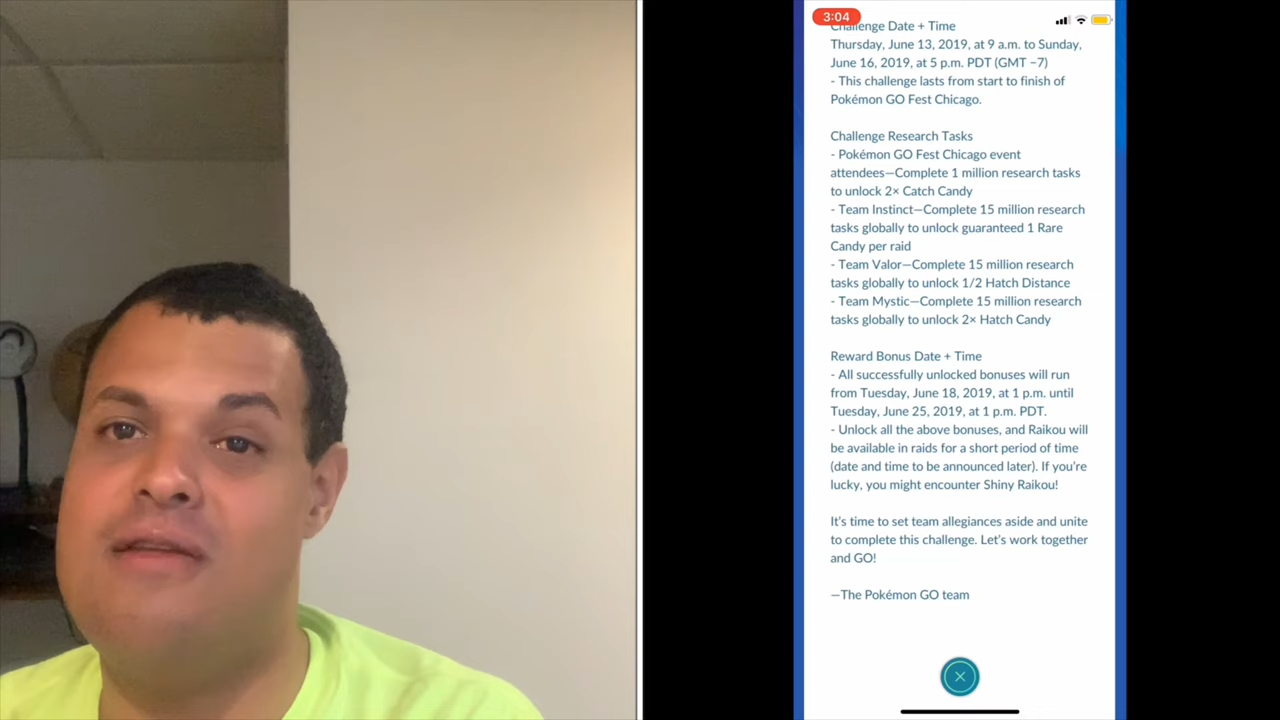 3:04
Challenge Date + Time
Thursday, June 13, 2019, at 9 a.m. to Sunday,
June 16, 2019, at 5 p.m. PDT (GMT −7)
- This challenge lasts from start to finish of
Pokémon GO Fest Chicago.
Challenge Research Tasks
- Pokémon GO Fest Chicago event
attendees—Complete 1 million research tasks
to unlock 2× Catch Candy
- Team Instinct—Complete 15 million research
tasks globally to unlock guaranteed 1 Rare
Candy per raid
- Team Valor—Complete 15 million research
tasks globally to unlock 1/2 Hatch Distance
- Team Mystic—Complete 15 million research
tasks globally to unlock 2× Hatch Candy
Reward Bonus Date + Time
- All successfully unlocked bonuses will run
from Tuesday, June 18, 2019, at 1 p.m. until
Tuesday, June 25, 2019, at 1 p.m. PDT.
- Unlock all the above bonuses, and Raikou will
be available in raids for a short period of time
(date and time to be announced later). If you're
lucky, you might encounter Shiny Raikou!
It's time to set team allegiances aside and unite
to complete this challenge. Let's work together
and GO!
—The Pokémon GO team